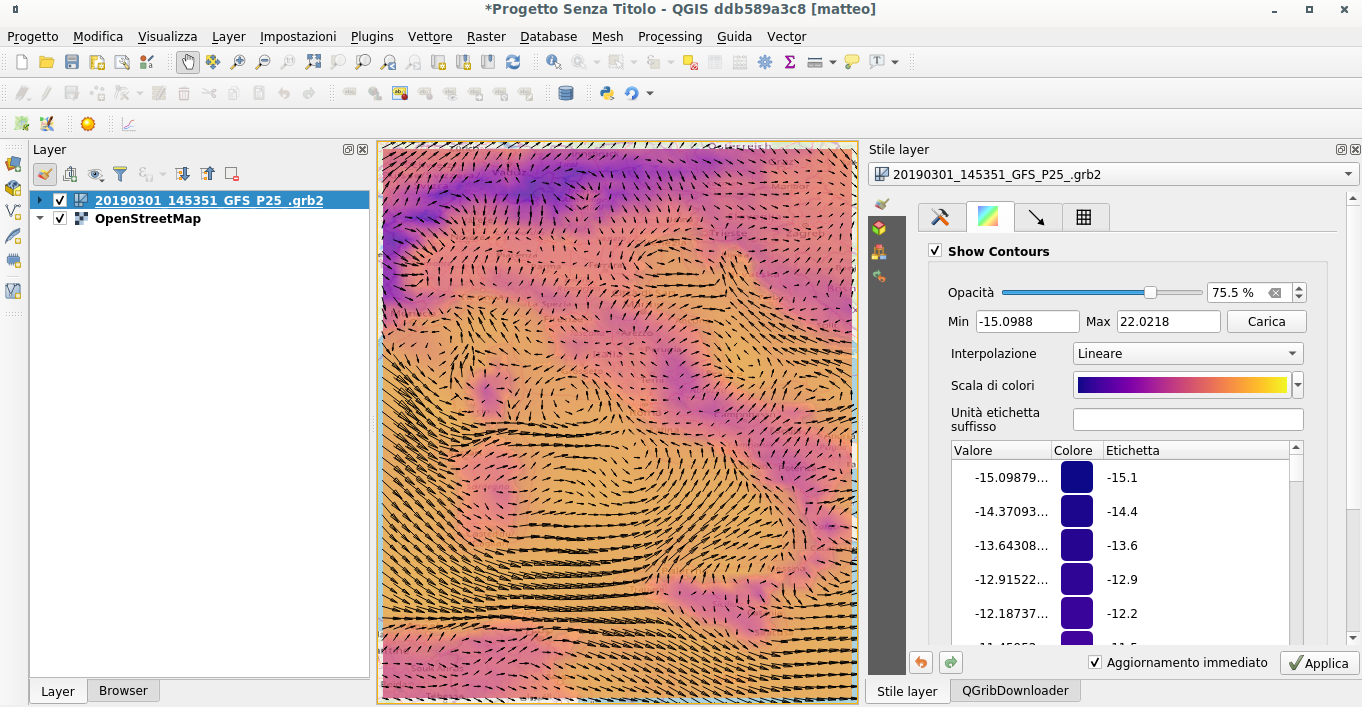 *Progetto Senza Titolo - QGIS ddb589a3c8 [matteo]
Progetto Modifica Visualizza Layer Impostazioni Plugins Vettore Raster Database Mesh Processing Guida Vector
Layer
20190301_145351_GFS_P25_.grb2
OpenStreetMap
Layer Browser
Österreich
Trieste
Zagreb
Stile layer
20190301_145351_GFS_P25_.grb2
Show Contours
Opacità 75.5 %
Min -15.0988 Max 22.0218 Carica
Interpolazione Lineare
Scala di colori
Unità etichetta
suffisso
Valore Colore Etichetta
-15.09879... -15.1
-14.37093... -14.4
-13.64308... -13.6
-12.91522... -12.9
-12.18737... -12.2
Aggiornamento immediato Applica
Stile layer QGribDownloader